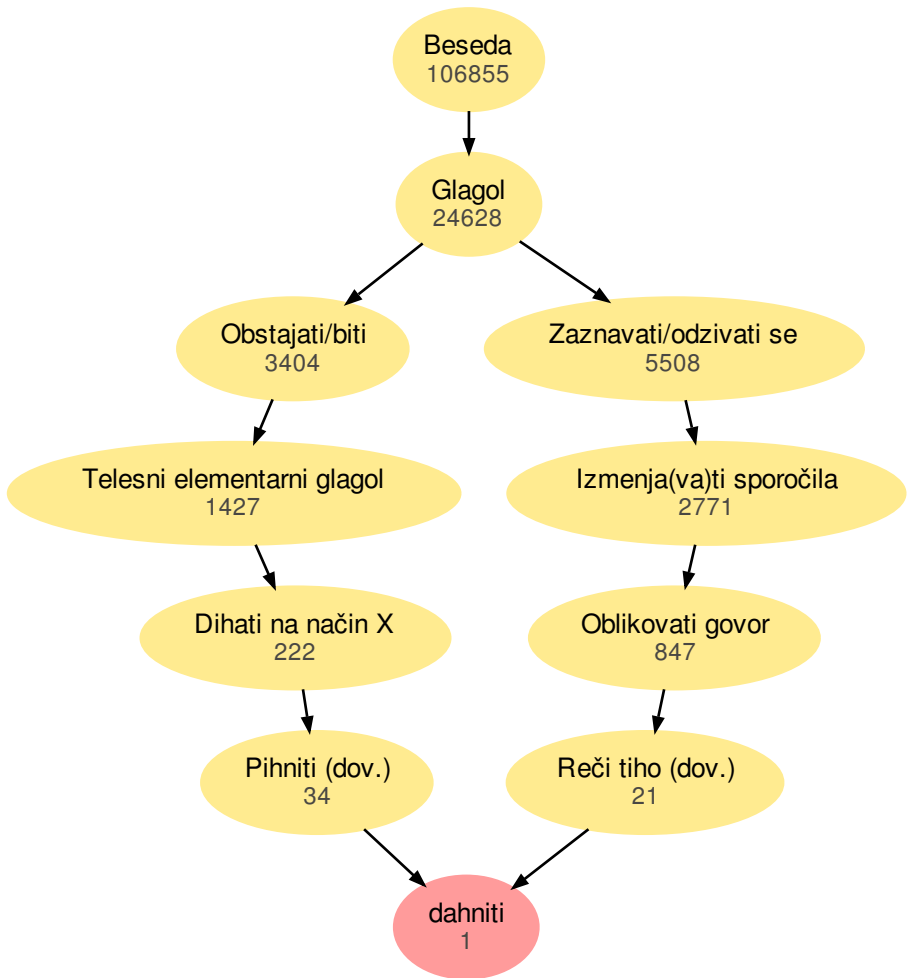 Beseda
106855
Glagol
24628
Obstajati/biti
3404
Zaznavati/odzivati se
5508
Telesni elementarni glagol
1427
Izmenja(va)ti sporočila
2771
Dihati na način X
222
Oblikovati govor
847
Pihniti (dov.)
34
Reči tiho (dov.)
21
dahniti
1